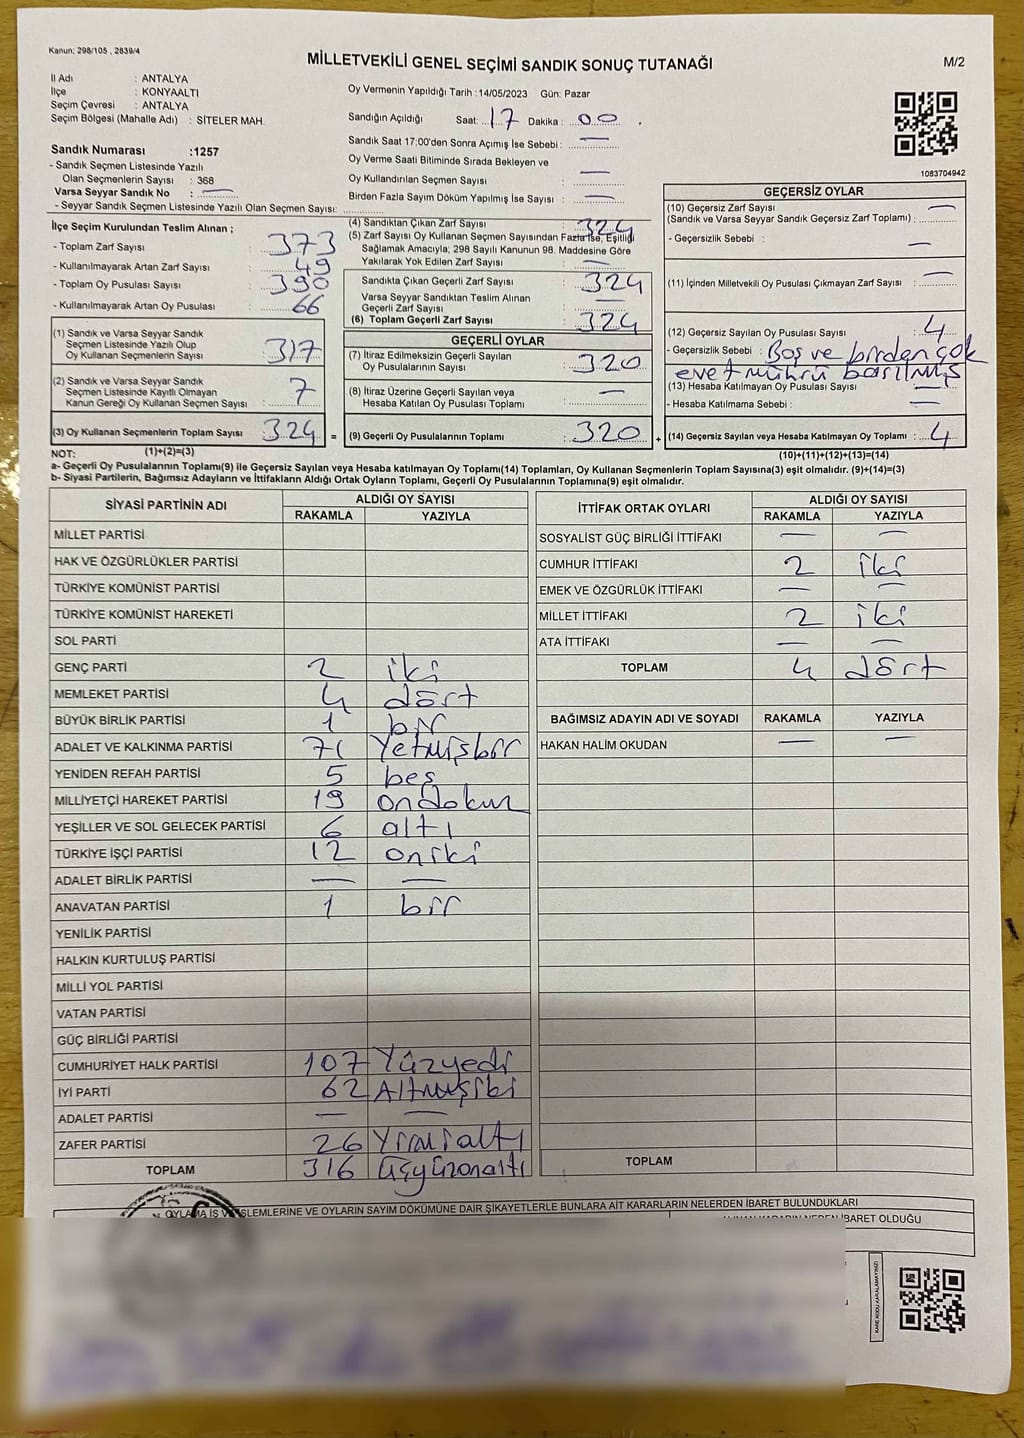 Kanun: 298/105 , 2839/4
MİLLETVEKİLİ GENEL SEÇİMİ SANDIK SONUÇ TUTANAĞI
M/2
İl Adı : ANTALYA
İlçe : KONYAALTI
Seçim Çevresi : ANTALYA
Seçim Bölgesi (Mahalle Adı) : SİTELER MAH.
Sandık Numarası :1257
- Sandık Seçmen Listesinde Yazılı
Olan Seçmenlerin Sayısı : 368
Varsa Seyyar Sandık No : —
- Seyyar Sandık Seçmen Listesinde Yazılı Olan Seçmen Sayısı:
Oy Vermenin Yapıldığı Tarih :14/05/2023 Gün: Pazar
Sandığın Açıldığı Saat: 17 Dakika : 00
Sandık Saat 17:00'den Sonra Açımış İse Sebebi : —
Oy Verme Saati Bitiminde Sırada Bekleyen ve
Oy Kullandırılan Seçmen Sayısı : —
Birden Fazla Sayım Döküm Yapılmış İse Sayısı : —
1083704942
İlçe Seçim Kurulundan Teslim Alınan ;
- Toplam Zarf Sayısı : 373
- Kullanılmayarak Artan Zarf Sayısı : 49
- Toplam Oy Pusulası Sayısı : 390
- Kullanılmayarak Artan Oy Pusulası : 66
(1) Sandık ve Varsa Seyyar Sandık
Seçmen Listesinde Yazılı Olup
Oy Kullanan Seçmenlerin Sayısı : 317
(2) Sandık ve Varsa Seyyar Sandık
Seçmen Listesinde Kayıtlı Olmayan
Kanun Gereği Oy Kullanan Seçmen Sayısı : 7
(3) Oy Kullanan Seçmenlerin Toplam Sayısı : 324 =
(1)+(2)=(3)
(4) Sandıktan Çıkan Zarf Sayısı : 324
(5) Zarf Sayısı Oy Kullanan Seçmen Sayısından Fazla İse, Eşitliği
Sağlamak Amacıyla; 298 Sayılı Kanunun 98. Maddesine Göre
Yakılarak Yok Edilen Zarf Sayısı : —
Sandıkta Çıkan Geçerli Zarf Sayısı : 324
Varsa Seyyar Sandıktan Teslim Alınan
Geçerli Zarf Sayısı : —
(6) Toplam Geçerli Zarf Sayısı : 324
GEÇERLİ OYLAR
(7) İtiraz Edilmeksizin Geçerli Sayılan
Oy Pusulalarının Sayısı : 320
(8) İtiraz Üzerine Geçerli Sayılan veya
Hesaba Katılan Oy Pusulası Toplamı : —
(9) Geçerli Oy Pusulalarının Toplamı : 320 +
GEÇERSİZ OYLAR
(10) Geçersiz Zarf Sayısı
(Sandık ve Varsa Seyyar Sandık Geçersiz Zarf Toplamı) : —
- Geçersizlik Sebebi : —
(11) İçinden Milletvekili Oy Pusulası Çıkmayan Zarf Sayısı : —
(12) Geçersiz Sayılan Oy Pusulası Sayısı : 4
- Geçersizlik Sebebi : Boş ve birden çok
evet mührü basılmış
(13) Hesaba Katılmayan Oy Pusulası Sayısı : —
- Hesaba Katılmama Sebebi : —
(14) Geçersiz Sayılan veya Hesaba Katılmayan Oy Toplamı : 4
(10)+(11)+(12)+(13)=(14)
NOT:
a- Geçerli Oy Pusulalarının Toplamı(9) ile Geçersiz Sayılan veya Hesaba katılmayan Oy Toplamı(14) Toplamları, Oy Kullanan Seçmenlerin Toplam Sayısına(3) eşit olmalıdır. (9)+(14)=(3)
b- Siyasi Partilerin, Bağımsız Adayların ve İttifakların Aldığı Ortak Oyların Toplamı, Geçerli Oy Pusulalarının Toplamına(9) eşit olmalıdır.
SİYASİ PARTİNİN ADI ALDIĞI OY SAYISI
RAKAMLA YAZIYLA
MİLLET PARTİSİ
HAK VE ÖZGÜRLÜKLER PARTİSİ
TÜRKİYE KOMÜNİST PARTİSİ
TÜRKİYE KOMÜNİST HAREKETİ
SOL PARTİ
GENÇ PARTİ 2 iki
MEMLEKET PARTİSİ 4 dört
BÜYÜK BİRLİK PARTİSİ 1 bir
ADALET VE KALKINMA PARTİSİ 71 Yetmişbir
YENİDEN REFAH PARTİSİ 5 beş
MİLLİYETÇİ HAREKET PARTİSİ 19 ondokuz
YEŞİLLER VE SOL GELECEK PARTİSİ 6 altı
TÜRKİYE İŞÇİ PARTİSİ 12 oniki
ADALET BİRLİK PARTİSİ — —
ANAVATAN PARTİSİ 1 bir
YENİLİK PARTİSİ
HALKIN KURTULUŞ PARTİSİ
MİLLİ YOL PARTİSİ
VATAN PARTİSİ
GÜÇ BİRLİĞİ PARTİSİ
CUMHURİYET HALK PARTİSİ 107 Yüzyedi
İYİ PARTİ 62 Altmışiki
ADALET PARTİSİ — —
ZAFER PARTİSİ 26 Yirmialtı
TOPLAM 316 üçyüzonaltı
İTTİFAK ORTAK OYLARI ALDIĞI OY SAYISI
RAKAMLA YAZIYLA
SOSYALİST GÜÇ BİRLİĞİ İTTİFAKI — —
CUMHUR İTTİFAKI 2 iki
EMEK VE ÖZGÜRLÜK İTTİFAKI — —
MİLLET İTTİFAKI 2 iki
ATA İTTİFAKI — —
TOPLAM 4 dört
BAĞIMSIZ ADAYIN ADI VE SOYADI RAKAMLA YAZIYLA
HAKAN HALİM OKUDAN — —
TOPLAM
OYLAMA İŞ VE İŞLEMLERİNE VE OYLARIN SAYIM DÖKÜMÜNE DAİR ŞİKAYETLERLE BUNLARA AİT KARARLARIN NELERDEN İBARET BULUNDUKLARI
İBARET OLDUĞU